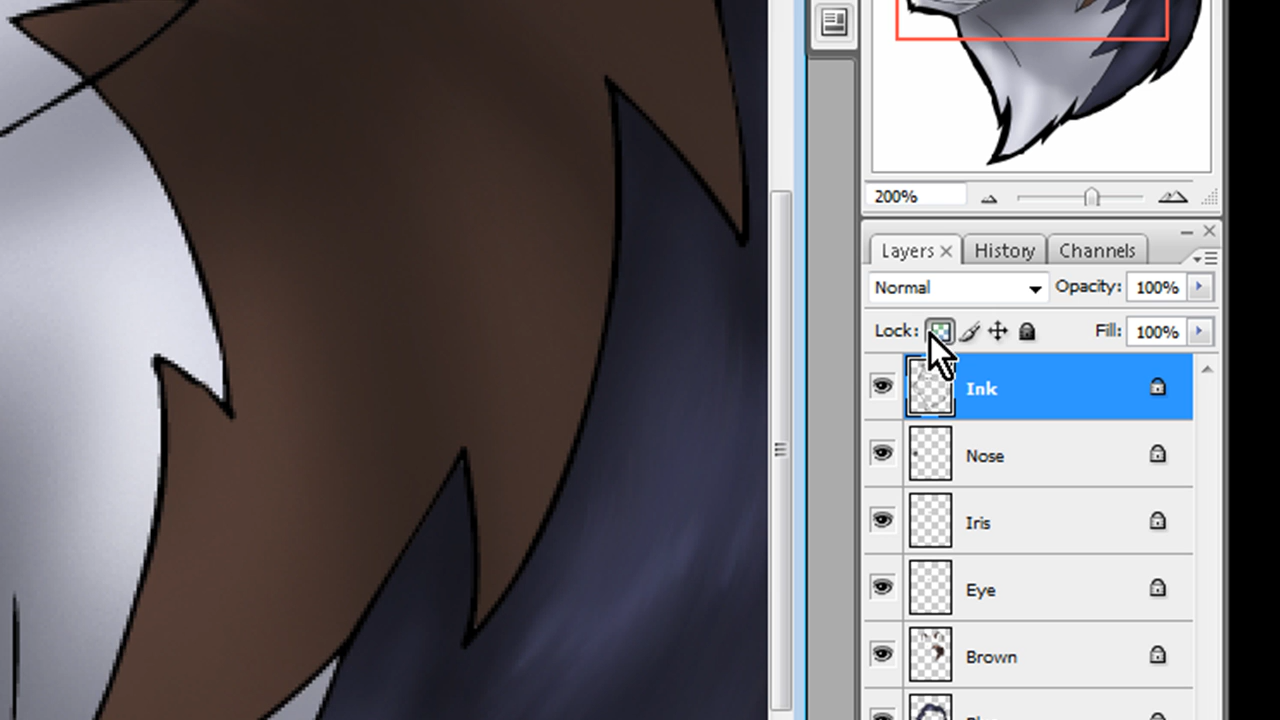 200%
Layers History Channels
Normal Opacity: 100%
Lock: Fill: 100%
Ink
Nose
Iris
Eye
Brown